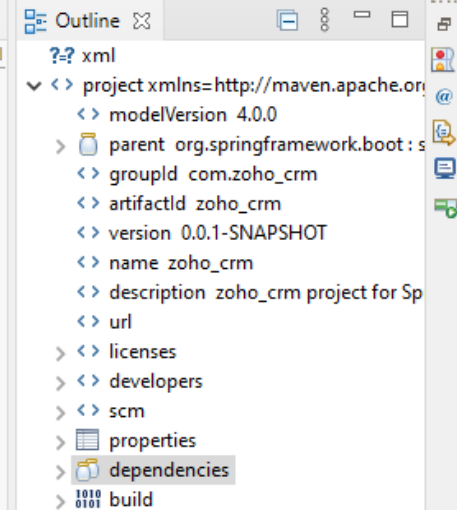 Outline
?=? xml
project xmlns=http://maven.apache.org
modelVersion 4.0.0
parent org.springframework.boot : s
groupId com.zoho_crm
artifactId zoho_crm
version 0.0.1-SNAPSHOT
name zoho_crm
description zoho_crm project for Sp
url
licenses
developers
scm
properties
dependencies
1010
0101 build